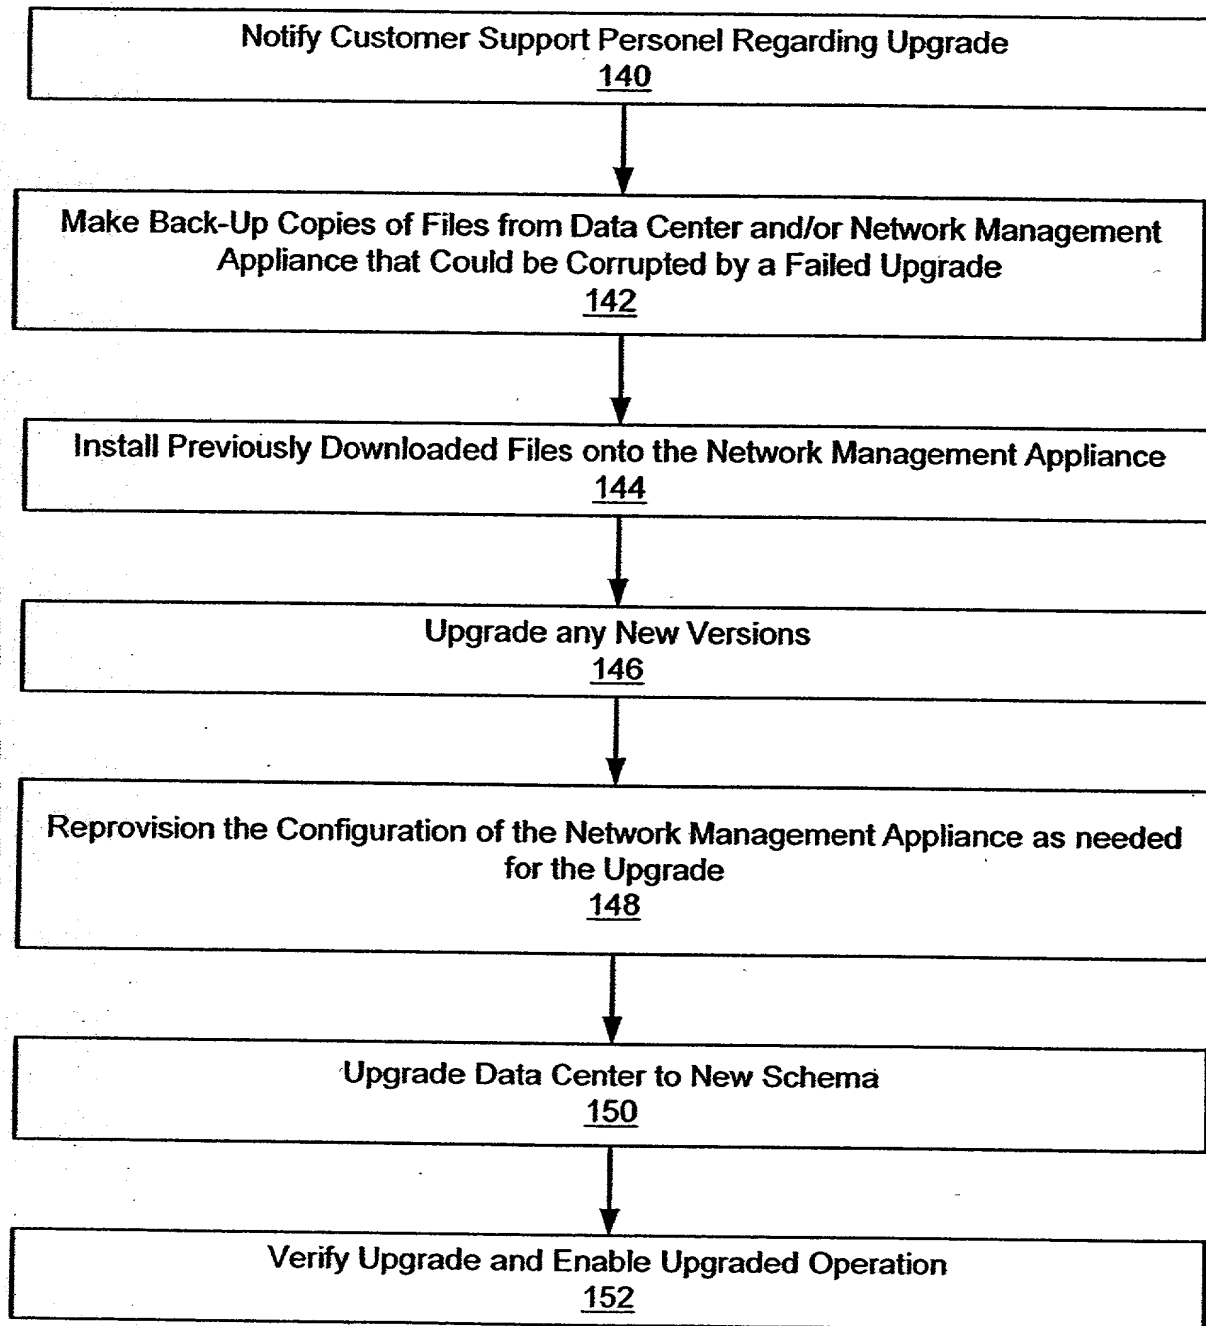 Notify Customer Support Personel Regarding Upgrade
140
Make Back-Up Copies of Files from Data Center and/or Network Management
Appliance that Could be Corrupted by a Failed Upgrade
142
Install Previously Downloaded Files onto the Network Management Appliance
144
Upgrade any New Versions
146
Reprovision the Configuration of the Network Management Appliance as needed
for the Upgrade
148
Upgrade Data Center to New Schema
150
Verify Upgrade and Enable Upgraded Operation
152